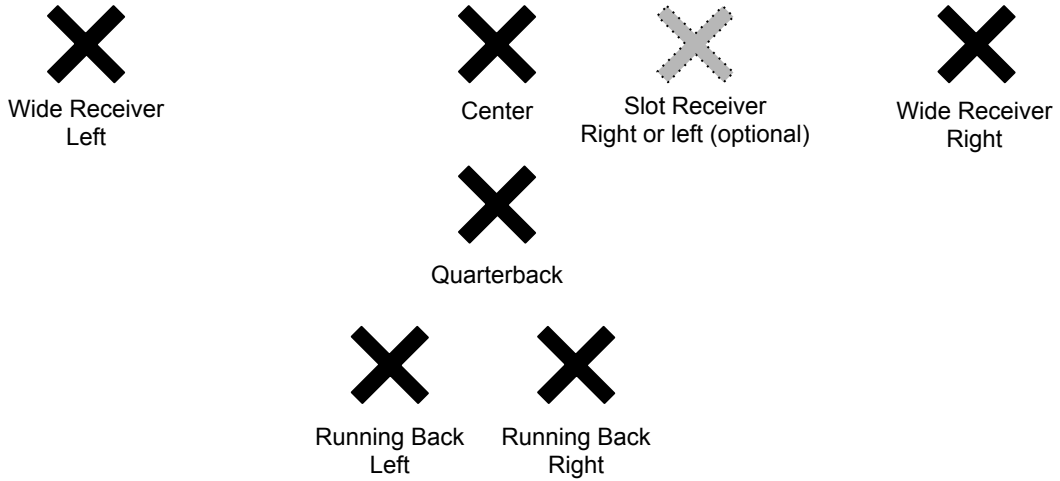 Wide Receiver
Left
Center
Slot Receiver
Right or left (optional)
Wide Receiver
Right
Quarterback
Running Back
Left
Running Back
Right